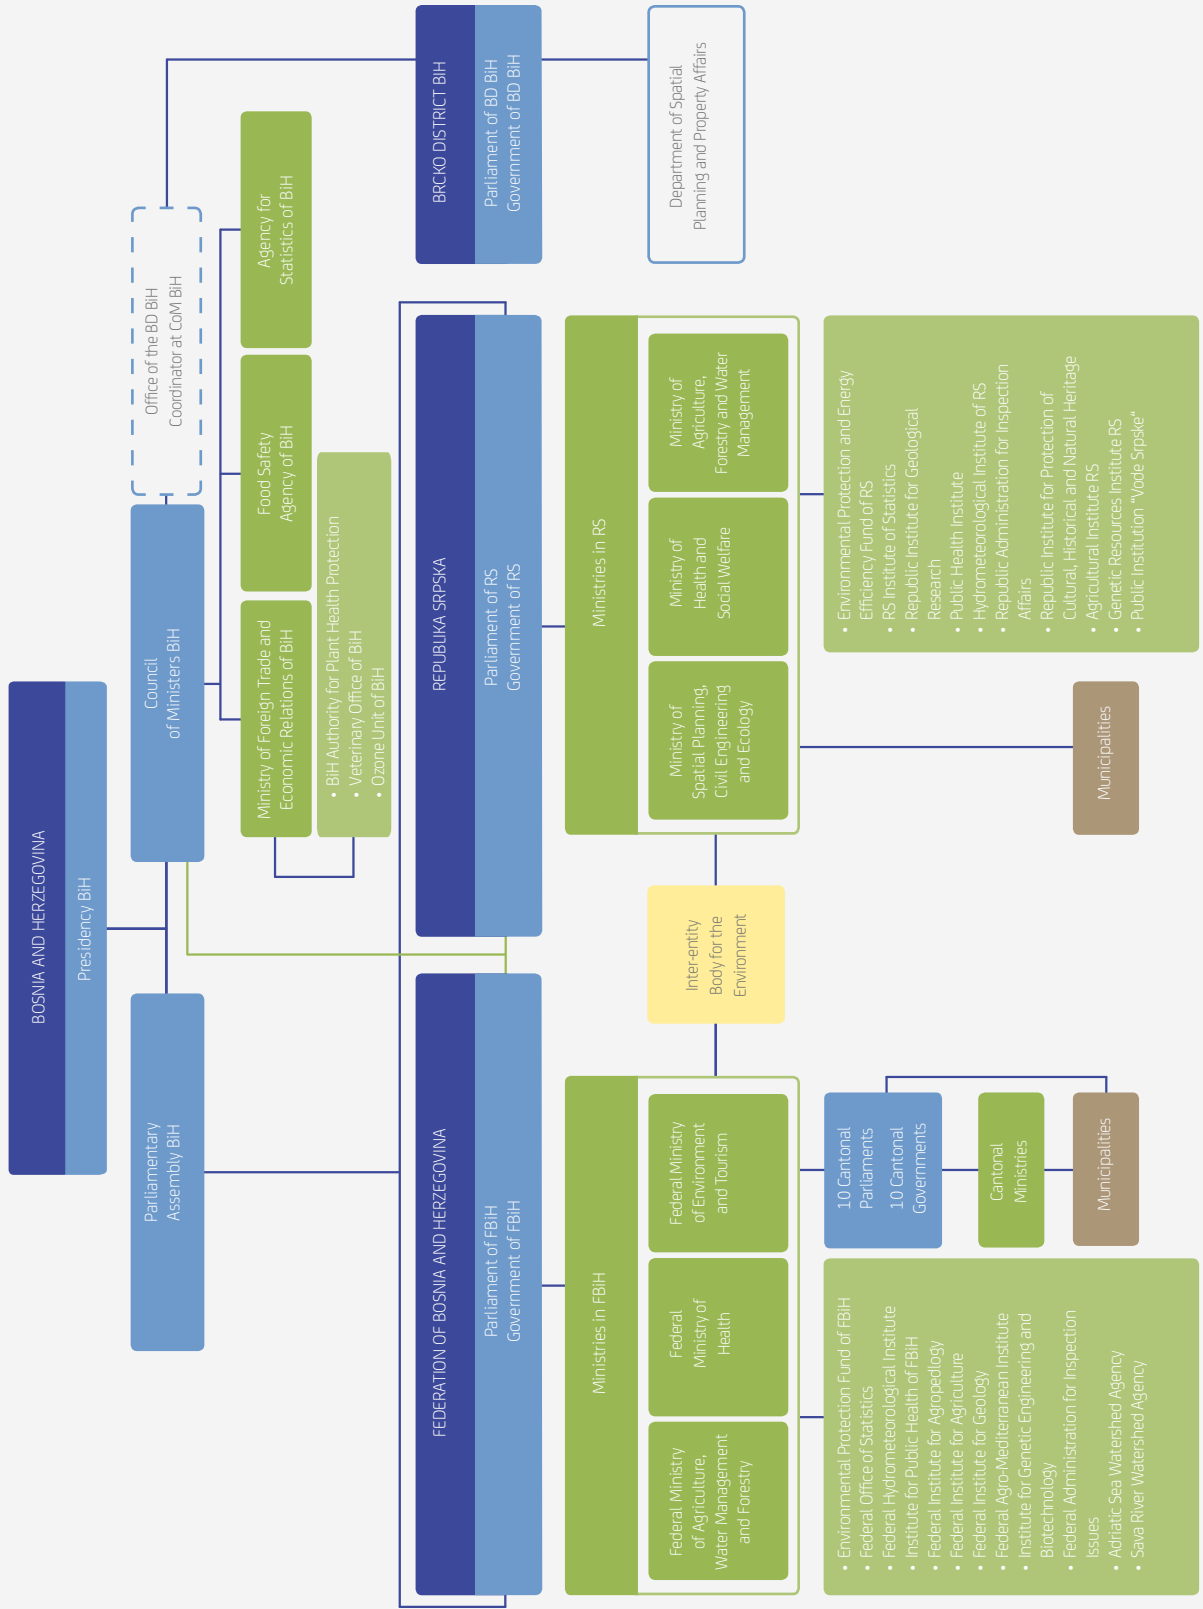 BOSNIA AND HERZEGOVINA
Presidency BiH
Parliamentary
Assembly BiH
Council
of Ministers BiH
Office of the BD BiH
Coordinator at CoM BiH
Ministry of Foreign Trade and
Economic Relations of BiH
Food Safety
Agency of BiH
Agency for
Statistics of BiH
• BiH Authority for Plant Health Protection
• Veterinary Office of BiH
• Ozone Unit of BiH
FEDERATION OF BOSNIA AND HERZEGOVINA
Parliament of FBiH
Government of FBiH
REPUBLIKA SRPSKA
Parliament of RS
Government of RS
BRCKO DISTRICT BIH
Parliament of BD BiH
Government of BD BiH
Ministries in FBiH
Federal Ministry
of Agriculture,
Water Management
and Forestry
Federal
Ministry of
Health
Federal Ministry
of Environment
and Tourism
Inter-entity
Body for the
Environment
Ministries in RS
Ministry of
Spatial Planning,
Civil Engineering
and Ecology
Ministry of
Health and
Social Welfare
Ministry of
Agriculture,
Forestry and Water
Management
Department of Spatial
Planning and Property Affairs
• Environmental Protection Fund of FBiH
• Federal Office of Statistics
• Federal Hydrometeorological Institute
• Institute for Public Health of FBiH
• Federal Institute for Agropedlogy
• Federal Institute for Agriculture
• Federal Institute for Geology
• Federal Agro-Mediterranean Institute
• Institute for Genetic Engineering and
Biotechnology
• Federal Administration for Inspection
Issues
• Adriatic Sea Watershed Agency
• Sava River Watershed Agency
10 Cantonal
Parliaments
10 Cantonal
Governments
Cantonal
Ministries
Municipalities
Municipalities
• Environmental Protection and Energy
Efficiency Fund of RS
• RS Institute of Statistics
• Republic Institute for Geological
Research
• Public Health Institute
• Hydrometeorological Institute of RS
• Republic Administration for Inspection
Affairs
• Republic Institute for Protection of
Cultural, Historical and Natural Heritage
• Agricultural Institute RS
• Genetic Resources Institute RS
• Public Institution “Vode Srpske“